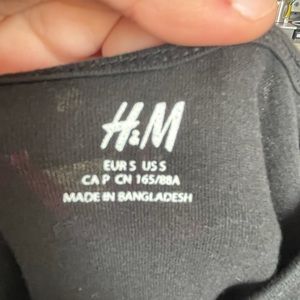 H&M
EUR S US S
CA P CN 165/88A
MADE IN BANGLADESH